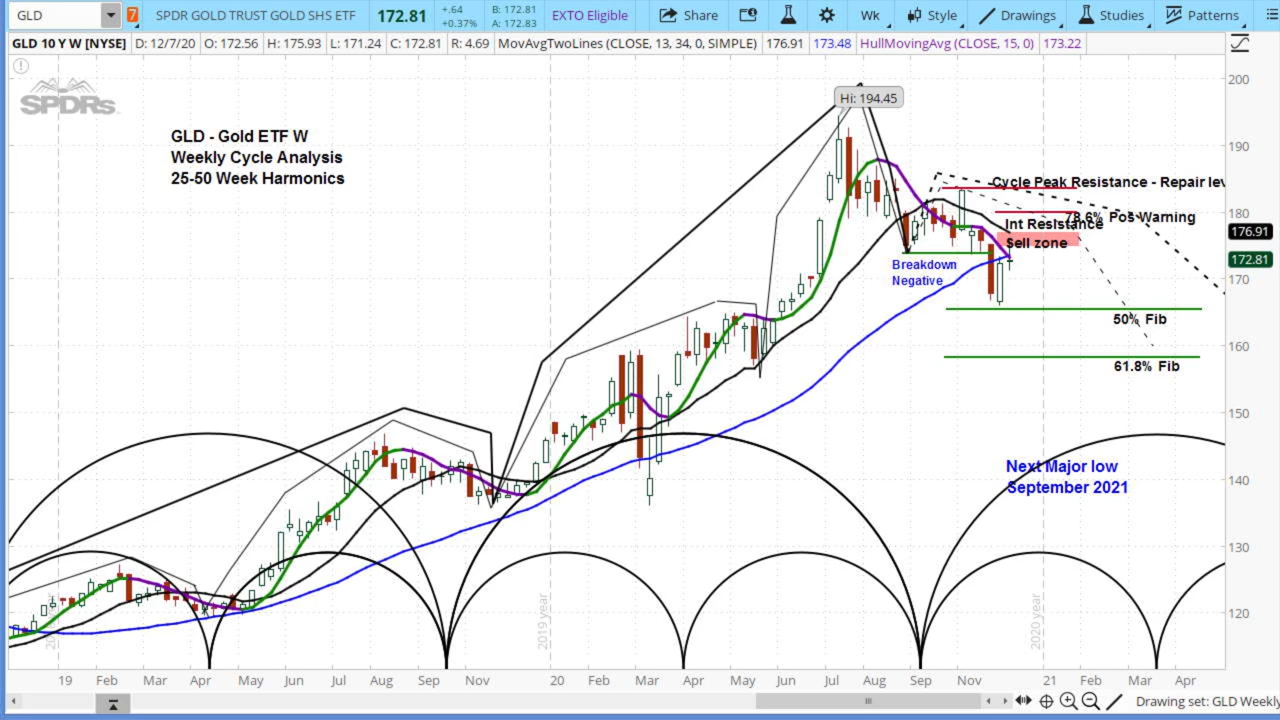 GLD
7
SPDR GOLD TRUST GOLD SHS ETF
172.81
+.64
+0.37%
B: 172.81
A: 172.83
EXTO Eligible
Share
Wk
Style
Drawings
Studies
Patterns
GLD 10 Y W [NYSE]
D: 12/7/20
O: 172.56
H: 175.93
L: 171.24
C: 172.81
R: 4.69
MovAvgTwoLines (CLOSE, 13, 34, 0, SIMPLE)
176.91
173.48
HullMovingAvg (CLOSE, 15, 0)
173.22
SPDRs
GLD - Gold ETF W
Weekly Cycle Analysis
25-50 Week Harmonics
Hi: 194.45
Cycle Peak Resistance - Repair lev
78.6% Pos Warning
Int Resistance
Sell zone
Breakdown
Negative
50% Fib
61.8% Fib
Next Major low
September 2021
200
190
180
176.91
172.81
170
160
150
140
130
120
2019 year
2020 year
19
Feb
Mar
Apr
May
Jun
Jul
Aug
Sep
Nov
20
Feb
Mar
Apr
May
Jun
Jul
Aug
Sep
Nov
21
Feb
Mar
Apr
Drawing set: GLD Weekly